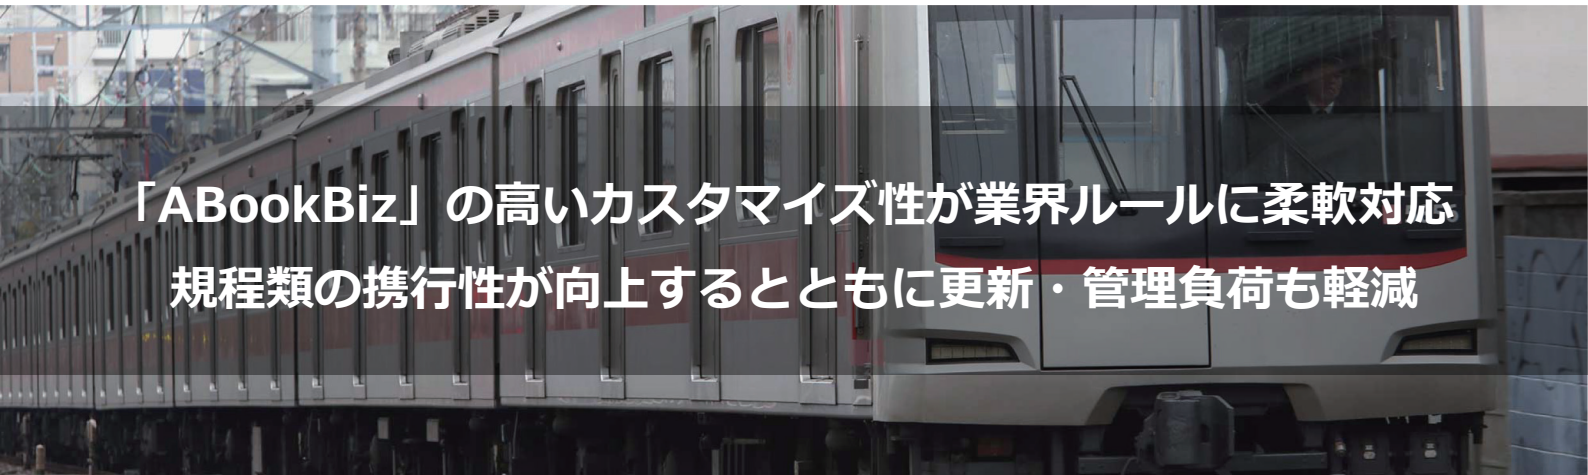 「ABookBiz」の高いカスタマイズ性が業界ルールに柔軟対応
規程類の携行性が向上するとともに更新・管理負荷も軽減